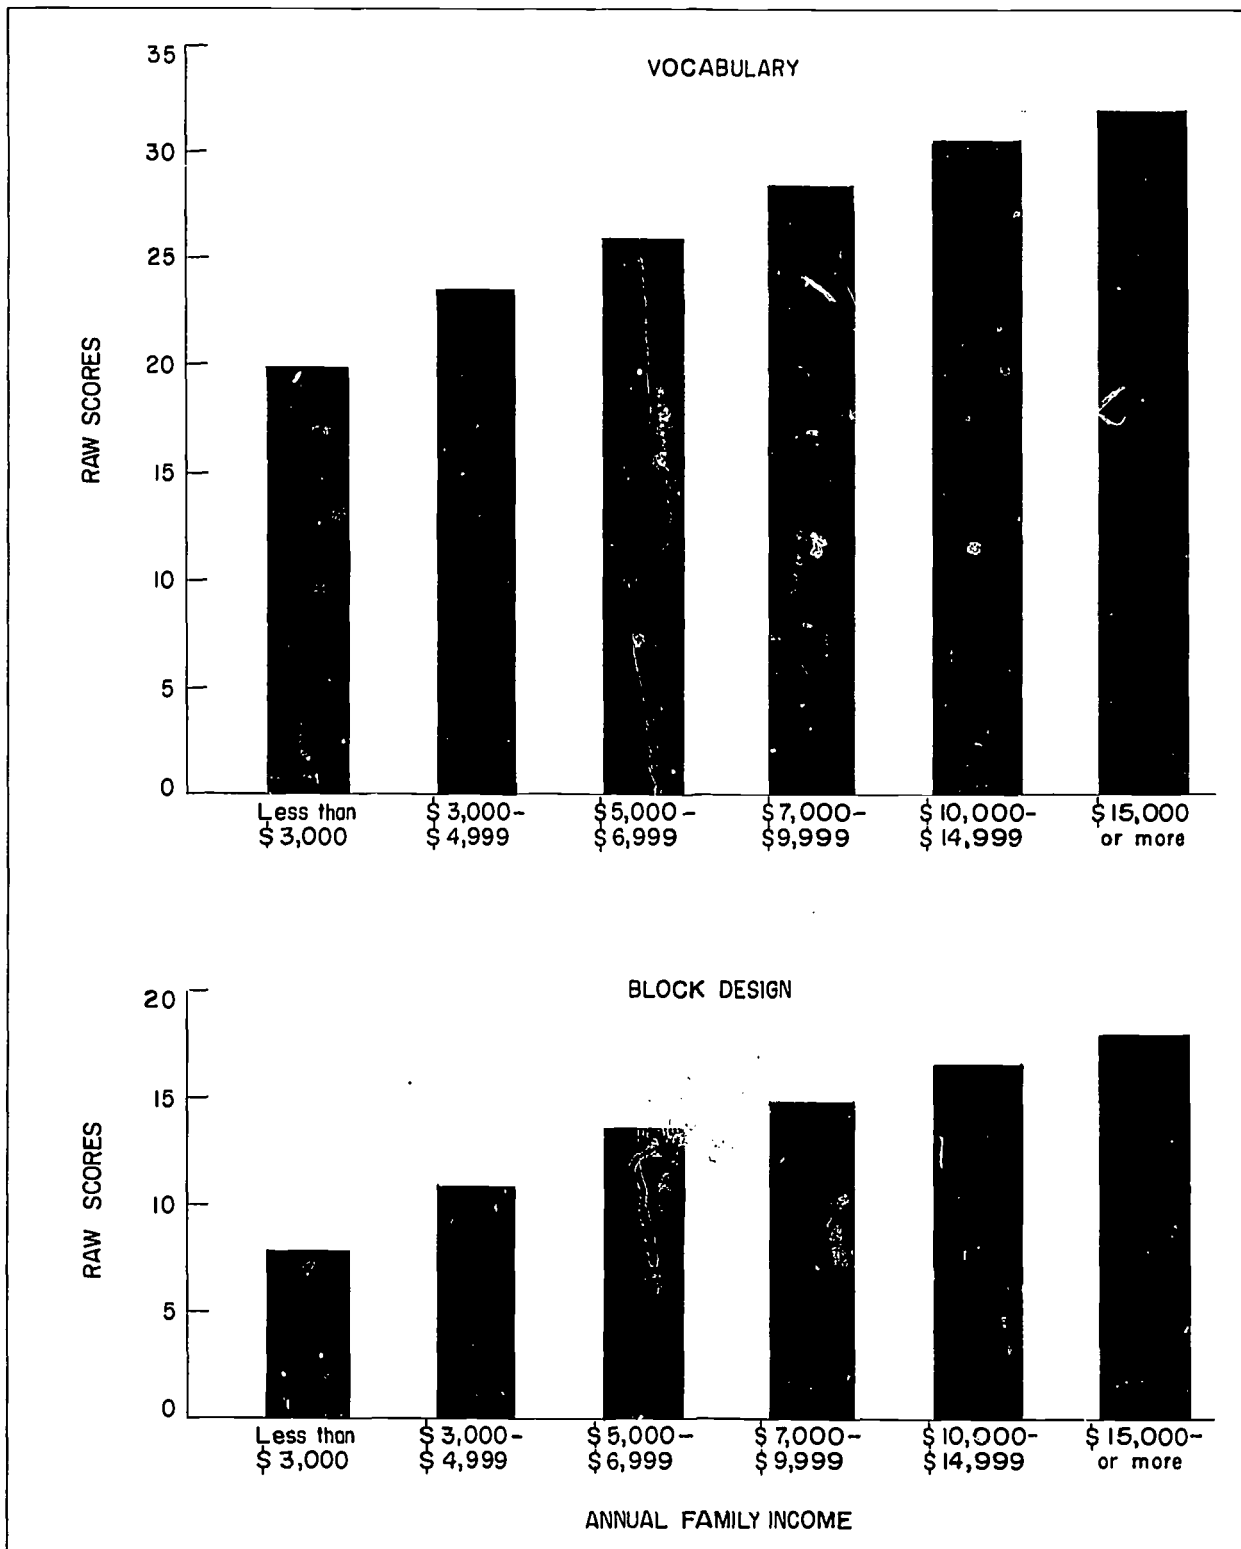 VOCABULARY
35
30
25
20
15
10
5
0
RAW SCORES
Less than $3,000- $5,000- $7,000- $10,000- $15,000
$3,000 $4,999 $6,999 $9,999 $14,999 or more
BLOCK DESIGN
20
15
10
5
0
RAW SCORES
Less than $3,000- $5,000- $7,000- $10,000- $15,000-
$3,000 $4,999 $6,999 $9,999 $14,999 or more
ANNUAL FAMILY INCOME